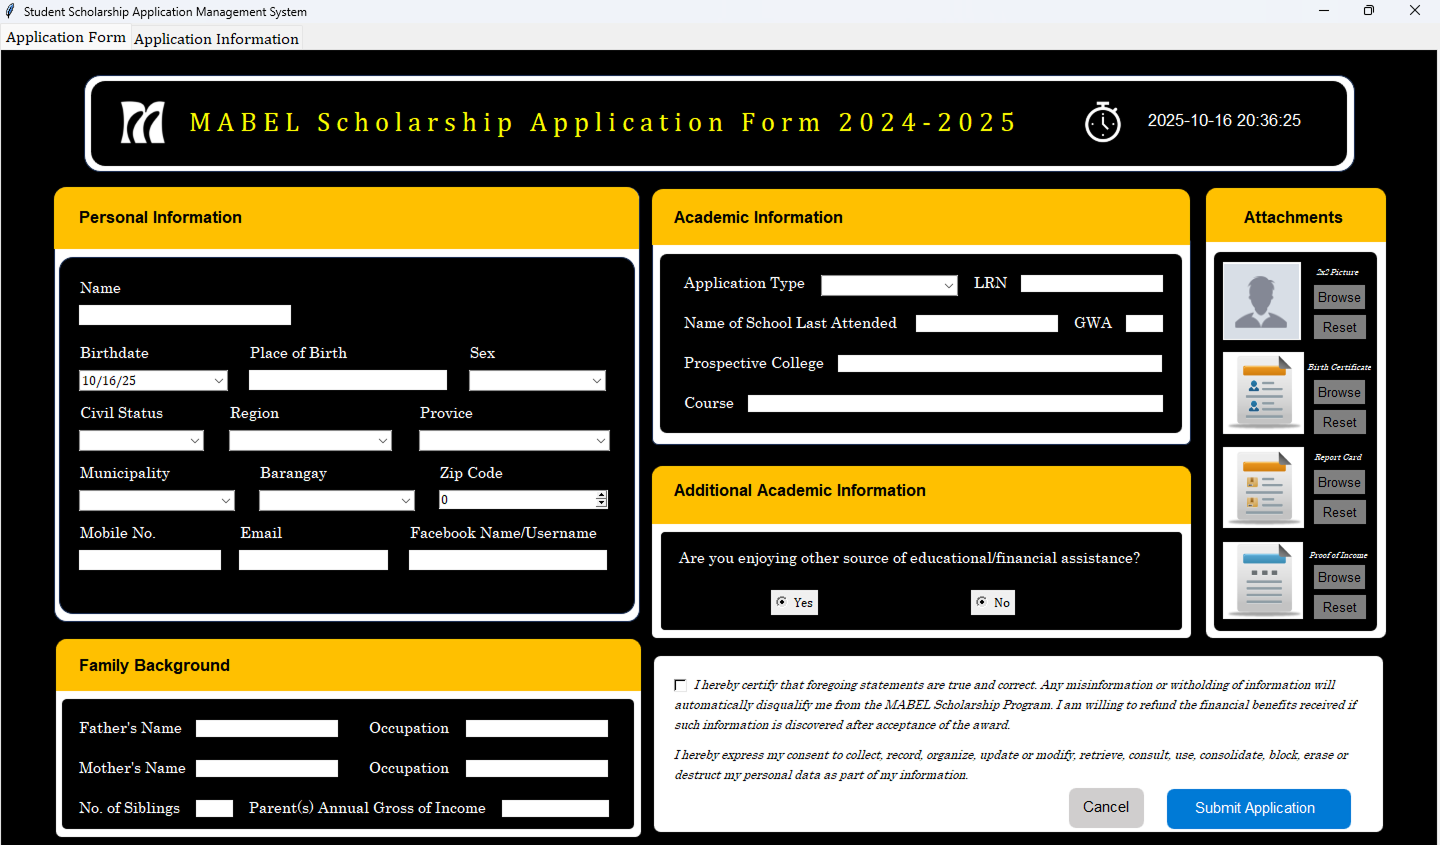 Student Scholarship Application Management System
Application Form Application Information
MABEL Scholarship Application Form 2024-2025
2025-10-16 20:36:25
Personal Information
Name
Birthdate Place of Birth Sex
10/16/25
Civil Status Region Provice
Municipality Barangay Zip Code
0
Mobile No. Email Facebook Name/Username
Family Background
Father's Name Occupation
Mother's Name Occupation
No. of Siblings Parent(s) Annual Gross of Income
Academic Information
Application Type LRN
Name of School Last Attended GWA
Prospective College
Course
Additional Academic Information
Are you enjoying other source of educational/financial assistance?
Yes No
Attachments
2x2 Picture
Browse
Reset
Birth Certificate
Browse
Reset
Report Card
Browse
Reset
Proof of Income
Browse
Reset
I hereby certify that foregoing statements are true and correct. Any misinformation or witholding of information will
automatically disqualify me from the MABEL Scholarship Program. I am willing to refund the financial benefits received if
such information is discovered after acceptance of the award.
I hereby express my consent to collect, record, organize, update or modify, retrieve, consult, use, consolidate, block, erase or
destruct my personal data as part of my information.
Cancel Submit Application